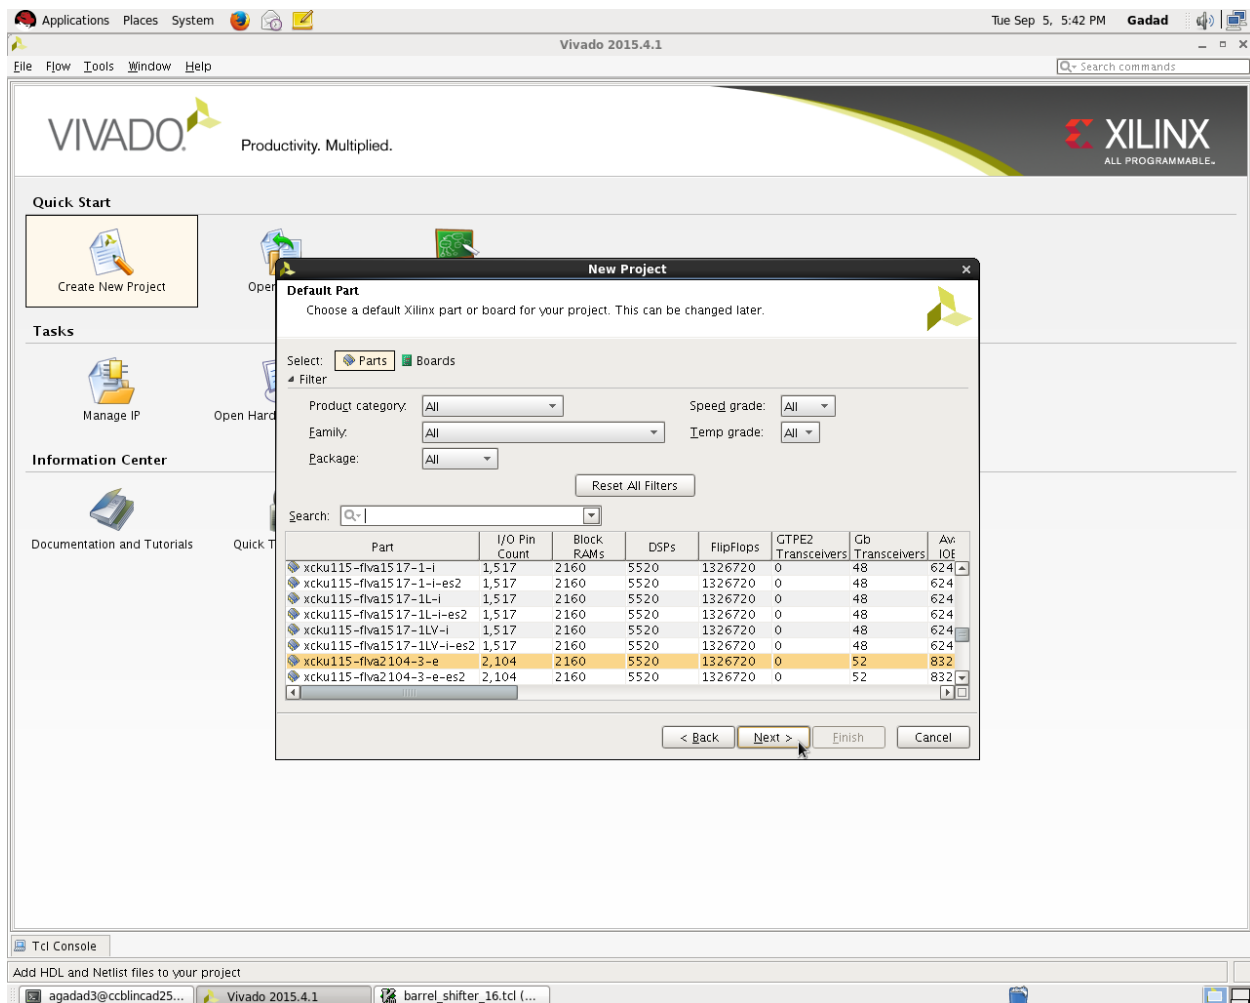 Applications Places System Tue Sep 5, 5:42 PM Gadad
Vivado 2015.4.1
File Flow Tools Window Help Search commands
VIVADO. Productivity. Multiplied. XILINX
ALL PROGRAMMABLE.
Quick Start
Create New Project Oper
New Project
Default Part
Choose a default Xilinx part or board for your project. This can be changed later.
Tasks
Manage IP Open Hard
Information Center
Documentation and Tutorials Quick T
Select: Parts Boards
Filter
Product category: All Speed grade: All
Family: All Temp grade: All
Package: All
Reset All Filters
Search:
Part I/O Pin Count Block RAMs DSPs FlipFlops GTPE2 Transceivers Gb Transceivers
xcku115-flva1517-1-i 1,517 2160 5520 1326720 0 48 624
xcku115-flva1517-1-i-es2 1,517 2160 5520 1326720 0 48 624
xcku115-flva1517-1L-i 1,517 2160 5520 1326720 0 48 624
xcku115-flva1517-1L-i-es2 1,517 2160 5520 1326720 0 48 624
xcku115-flva1517-1LV-i 1,517 2160 5520 1326720 0 48 624
xcku115-flva1517-1LV-i-es2 1,517 2160 5520 1326720 0 48 624
xcku115-flva2104-3-e 2,104 2160 5520 1326720 0 52 832
xcku115-flva2104-3-e-es2 2,104 2160 5520 1326720 0 52 832
< Back Next > Finish Cancel
Tcl Console
Add HDL and Netlist files to your project
agadad3@ccblincad25... Vivado 2015.4.1 barrel_shifter_16.tcl (...